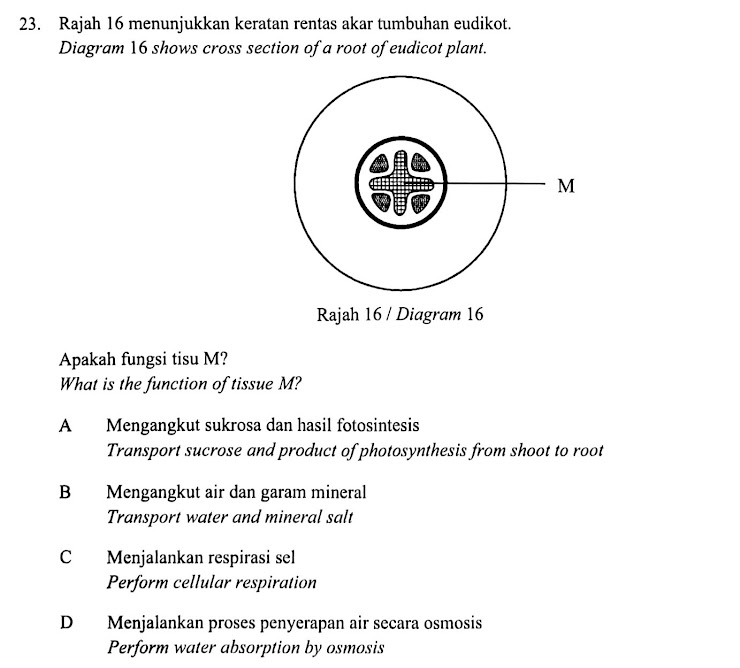 23. Rajah 16 menunjukkan keratan rentas akar tumbuhan eudikot.
Diagram 16 shows cross section of a root of eudicot plant.
M
Rajah 16 / Diagram 16
Apakah fungsi tisu M?
What is the function of tissue M?
A Mengangkut sukrosa dan hasil fotosintesis
Transport sucrose and product of photosynthesis from shoot to root
B Mengangkut air dan garam mineral
Transport water and mineral salt
C Menjalankan respirasi sel
Perform cellular respiration
D Menjalankan proses penyerapan air secara osmosis
Perform water absorption by osmosis